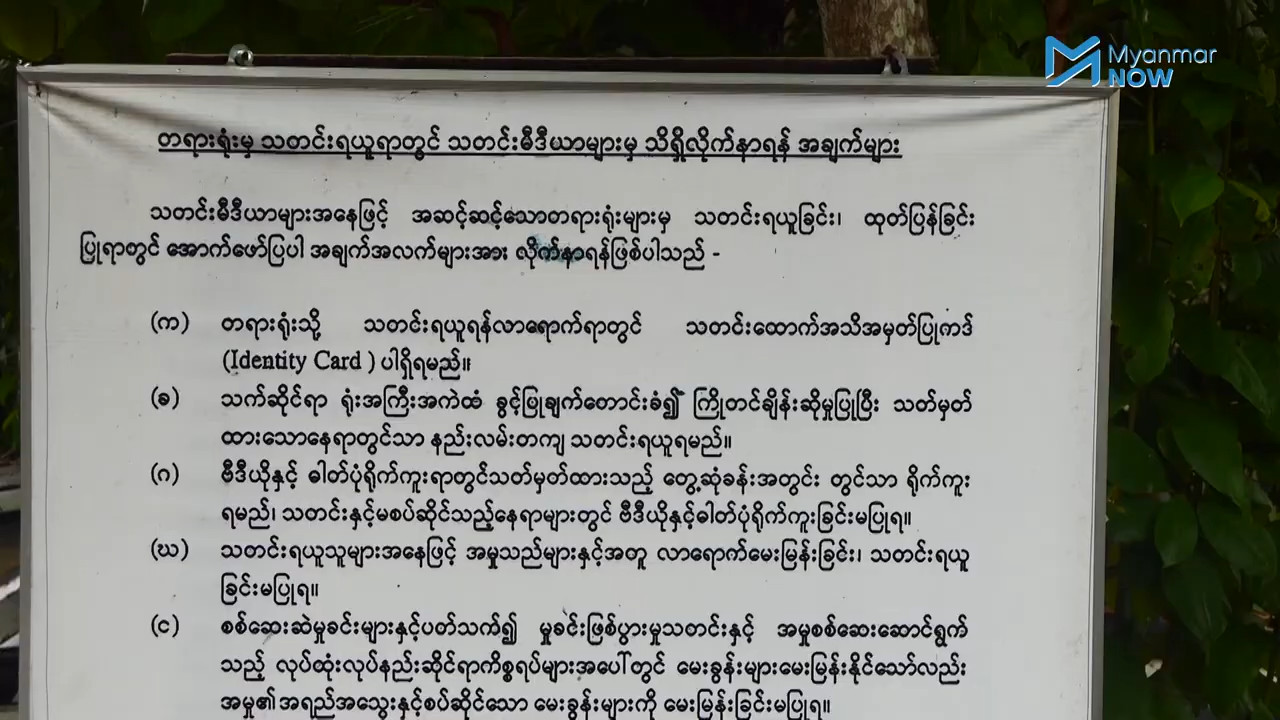 Myanmar
NOW
တရားရုံးမှ သတင်းရယူရာတွင် သတင်းမီဒီယာများမှ သိရှိလိုက်နာရန် အချက်များ
သတင်းမီဒီယာများအနေဖြင့် အဆင့်ဆင့်သောတရားရုံးများမှ သတင်းရယူခြင်း၊ ထုတ်ပြန်ခြင်း
ပြုရာတွင် အောက်ဖော်ပြပါ အချက်အလက်များအား လိုက်နာရန်ဖြစ်ပါသည် -
(က) တရားရုံးသို့ သတင်းရယူရန်လာရောက်ရာတွင် သတင်းထောက်အသိအမှတ်ပြုကဒ်
(Identity Card ) ပါရှိရမည်။
(ခ) သက်ဆိုင်ရာ ရုံးအကြီးအကဲထံ ခွင့်ပြုချက်တောင်းခံ၍ ကြိုတင်ချိန်းဆိုမှုပြုပြီး သတ်မှတ်
ထားသောနေရာတွင်သာ နည်းလမ်းတကျ သတင်းရယူရမည်။
(ဂ) ဗီဒီယိုနှင့် ဓါတ်ပုံရိုက်ကူးရာတွင်သတ်မှတ်ထားသည့် တွေ့ဆုံခန်းအတွင်း တွင်သာ ရိုက်ကူး
ရမည်၊ သတင်းနှင့်မစပ်ဆိုင်သည့်နေရာများတွင် ဗီဒီယိုနှင့်ဓါတ်ပုံရိုက်ကူးခြင်းမပြုရ။
(ဃ) သတင်းရယူသူများအနေဖြင့် အမှုသည်များနှင့်အတူ လာရောက်မေးမြန်းခြင်း၊ သတင်းရယူ
ခြင်းမပြုရ။
(င) စစ်ဆေးဆဲမှုခင်းများနှင့်ပတ်သက်၍ မှုခင်းဖြစ်ပွားမှုသတင်းနှင့် အမှုစစ်ဆေးဆောင်ရွက်
သည့် လုပ်ထုံးလုပ်နည်းဆိုင်ရာကိစ္စရပ်များအပေါ်တွင် မေးခွန်းများမေးမြန်းနိုင်သော်လည်း
အမှု၏အရည်အသွေးနှင့်စပ်ဆိုင်သော မေးခွန်းများကို မေးမြန်းခြင်းမပြုရ။